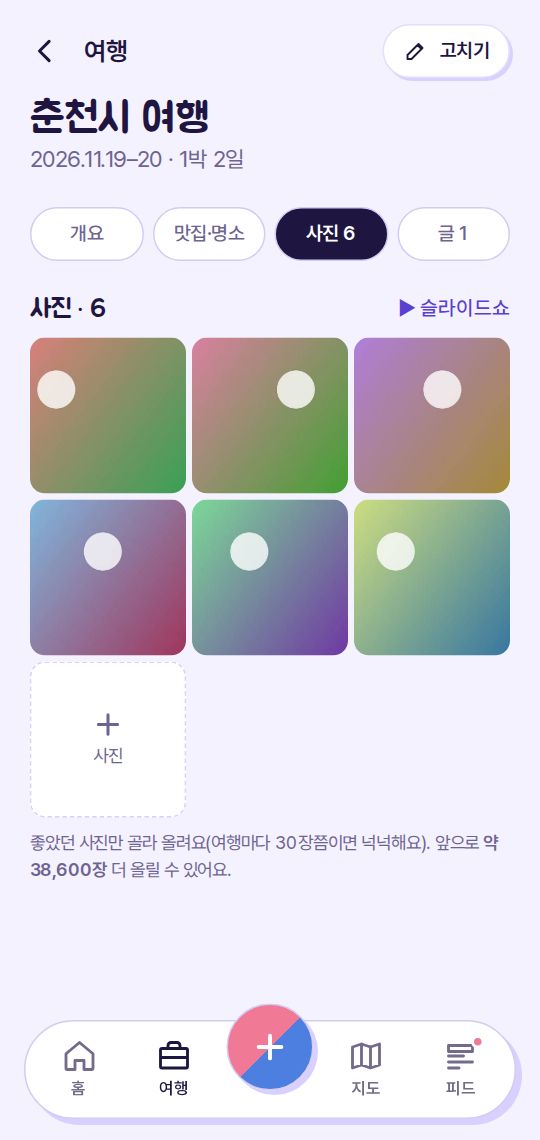 여행
고치기
춘천시 여행
2026.11.19–20 · 1박 2일
개요
맛집·명소
사진 6
글 1
사진 · 6
▶ 슬라이드쇼
사진
좋았던 사진만 골라 올려요(여행마다 30장쯤이면 넉넉해요). 앞으로 약
38,600장 더 올릴 수 있어요.
홈
여행
지도
피드